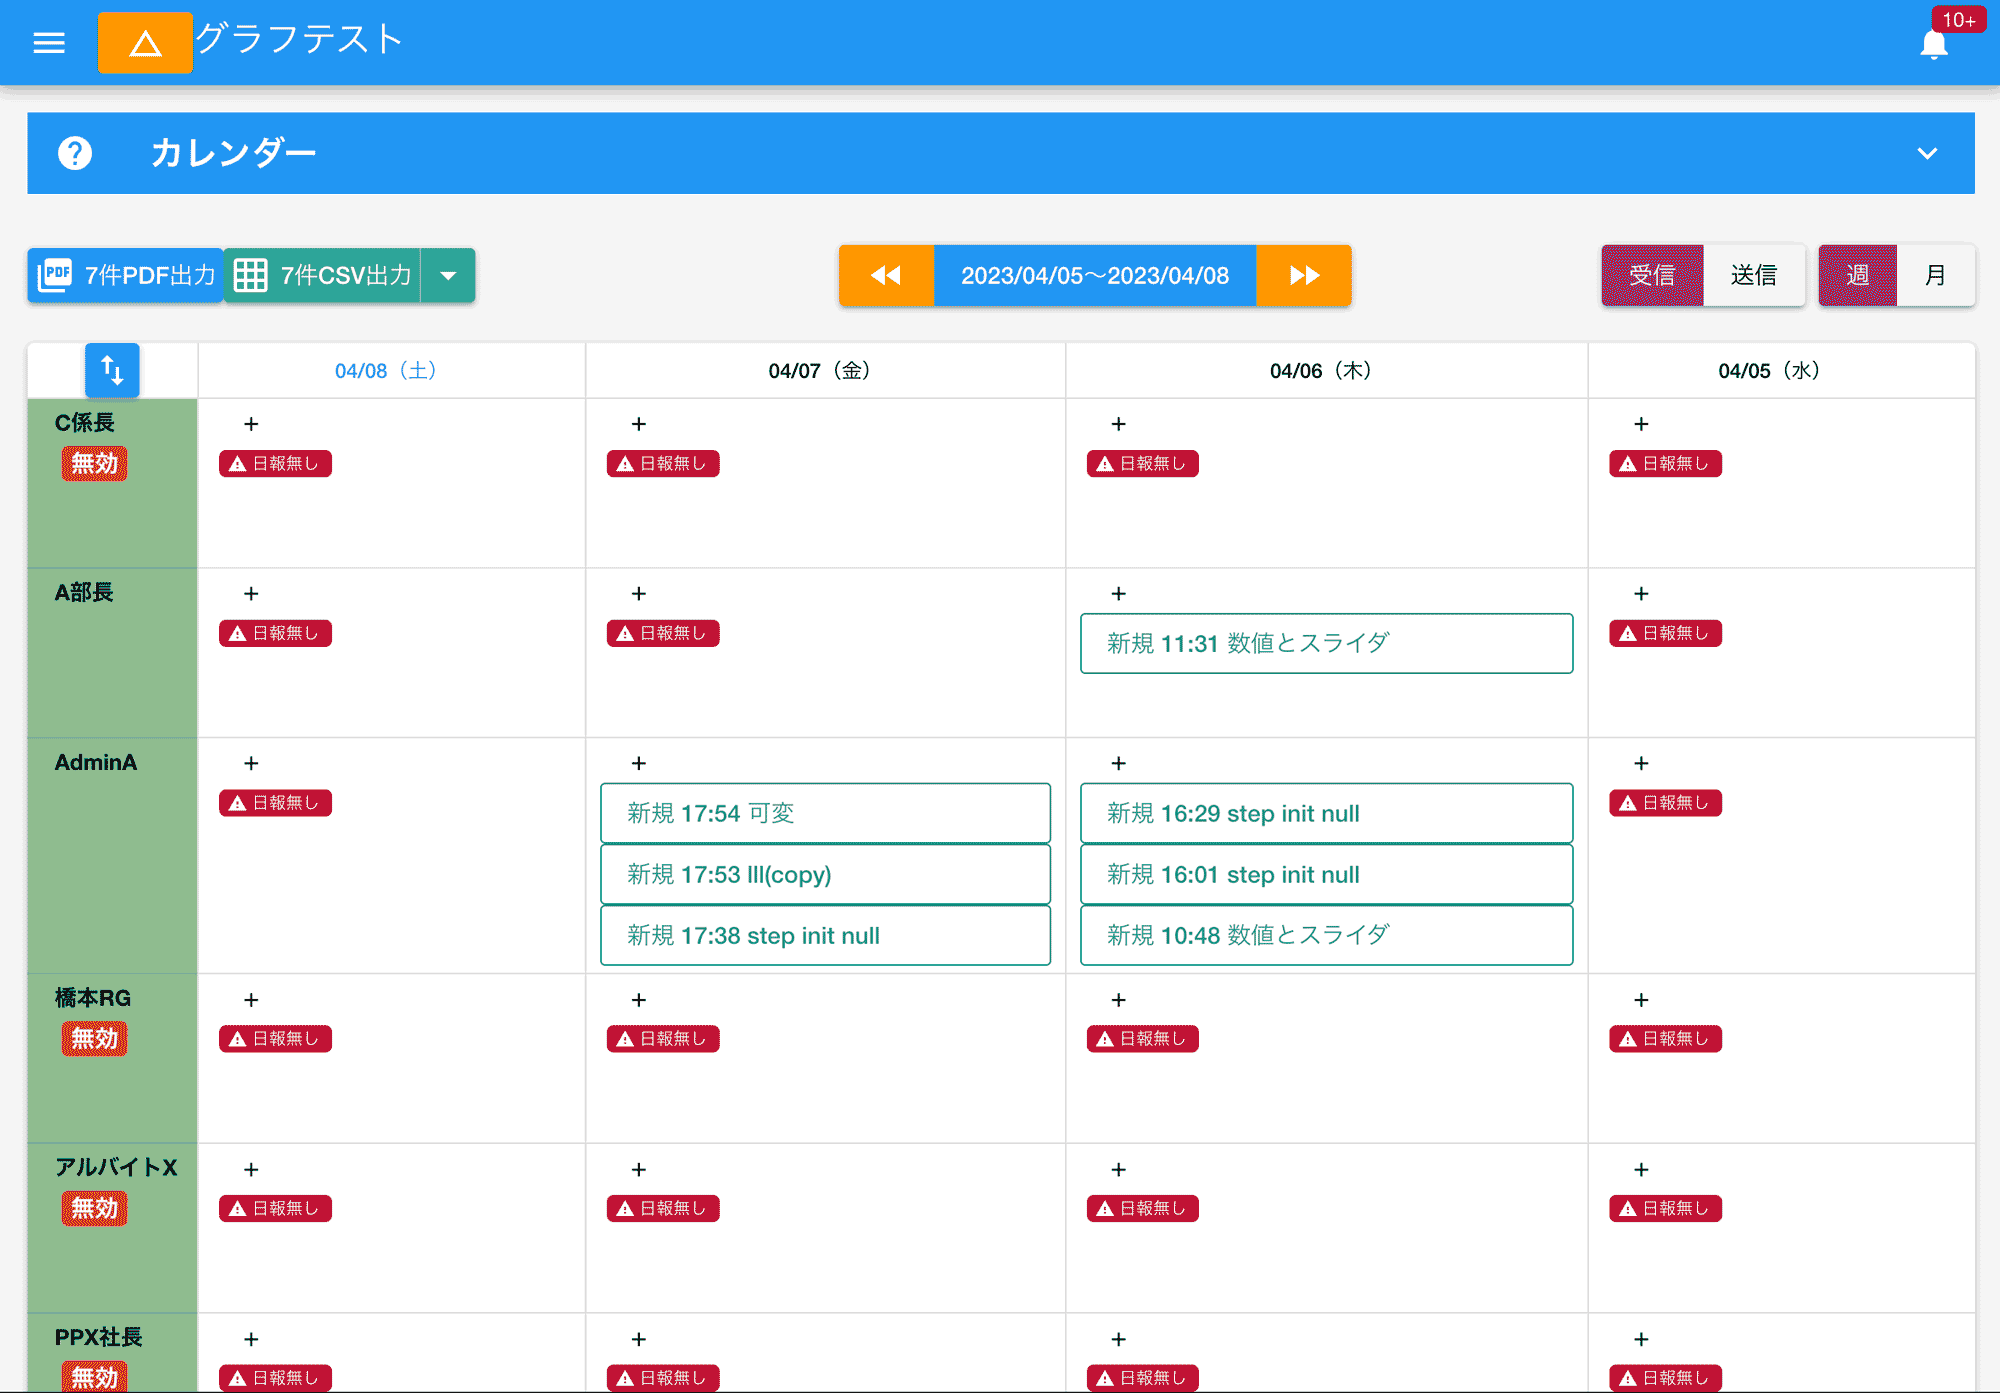 グラフテスト
10+
カレンダー
PDF 7件PDF出力 7件CSV出力
2023/04/05〜2023/04/08
受信 送信 週 月
04/08（土） 04/07（金） 04/06（木） 04/05（水）
C係長 + + + +
無効 日報無し 日報無し 日報無し 日報無し
A部長 + + + +
日報無し 日報無し 新規 11:31 数値とスライダ 日報無し
AdminA + + + +
日報無し 新規 17:54 可変 新規 16:29 step init null 日報無し
新規 17:53 lll(copy) 新規 16:01 step init null
新規 17:38 step init null 新規 10:48 数値とスライダ
橋本RG + + + +
無効 日報無し 日報無し 日報無し 日報無し
アルバイトX + + + +
無効 日報無し 日報無し 日報無し 日報無し
PPX社長 + + + +
無効 日報無し 日報無し 日報無し 日報無し